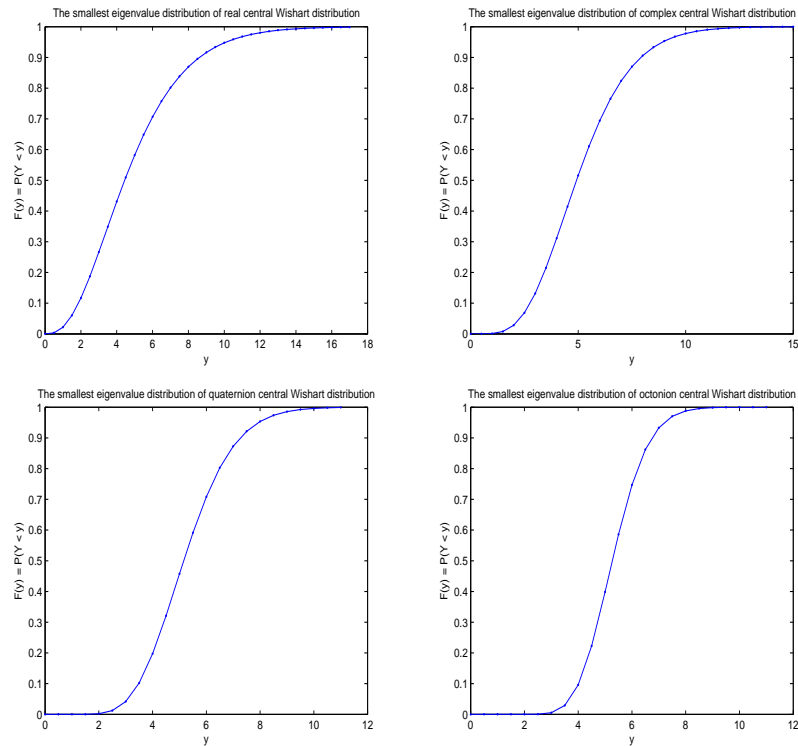 The smallest eigenvalue distribution of real central Wishart distribution
1
0.9
0.8
0.7
0.6
0.5
0.4
0.3
0.2
0.1
0
F(y) = P(Y < y)
0 2 4 6 8 10 12 14 16 18
y
The smallest eigenvalue distribution of complex central Wishart distribution
1
0.9
0.8
0.7
0.6
0.5
0.4
0.3
0.2
0.1
0
F(y) = P(Y < y)
0 5 10 15
y
The smallest eigenvalue distribution of quaternion central Wishart distribution
1
0.9
0.8
0.7
0.6
0.5
0.4
0.3
0.2
0.1
0
F(y) = P(Y < y)
0 2 4 6 8 10 12
y
The smallest eigenvalue distribution of octonion central Wishart distribution
1
0.9
0.8
0.7
0.6
0.5
0.4
0.3
0.2
0.1
0
F(y) = P(Y < y)
0 2 4 6 8 10 12
y